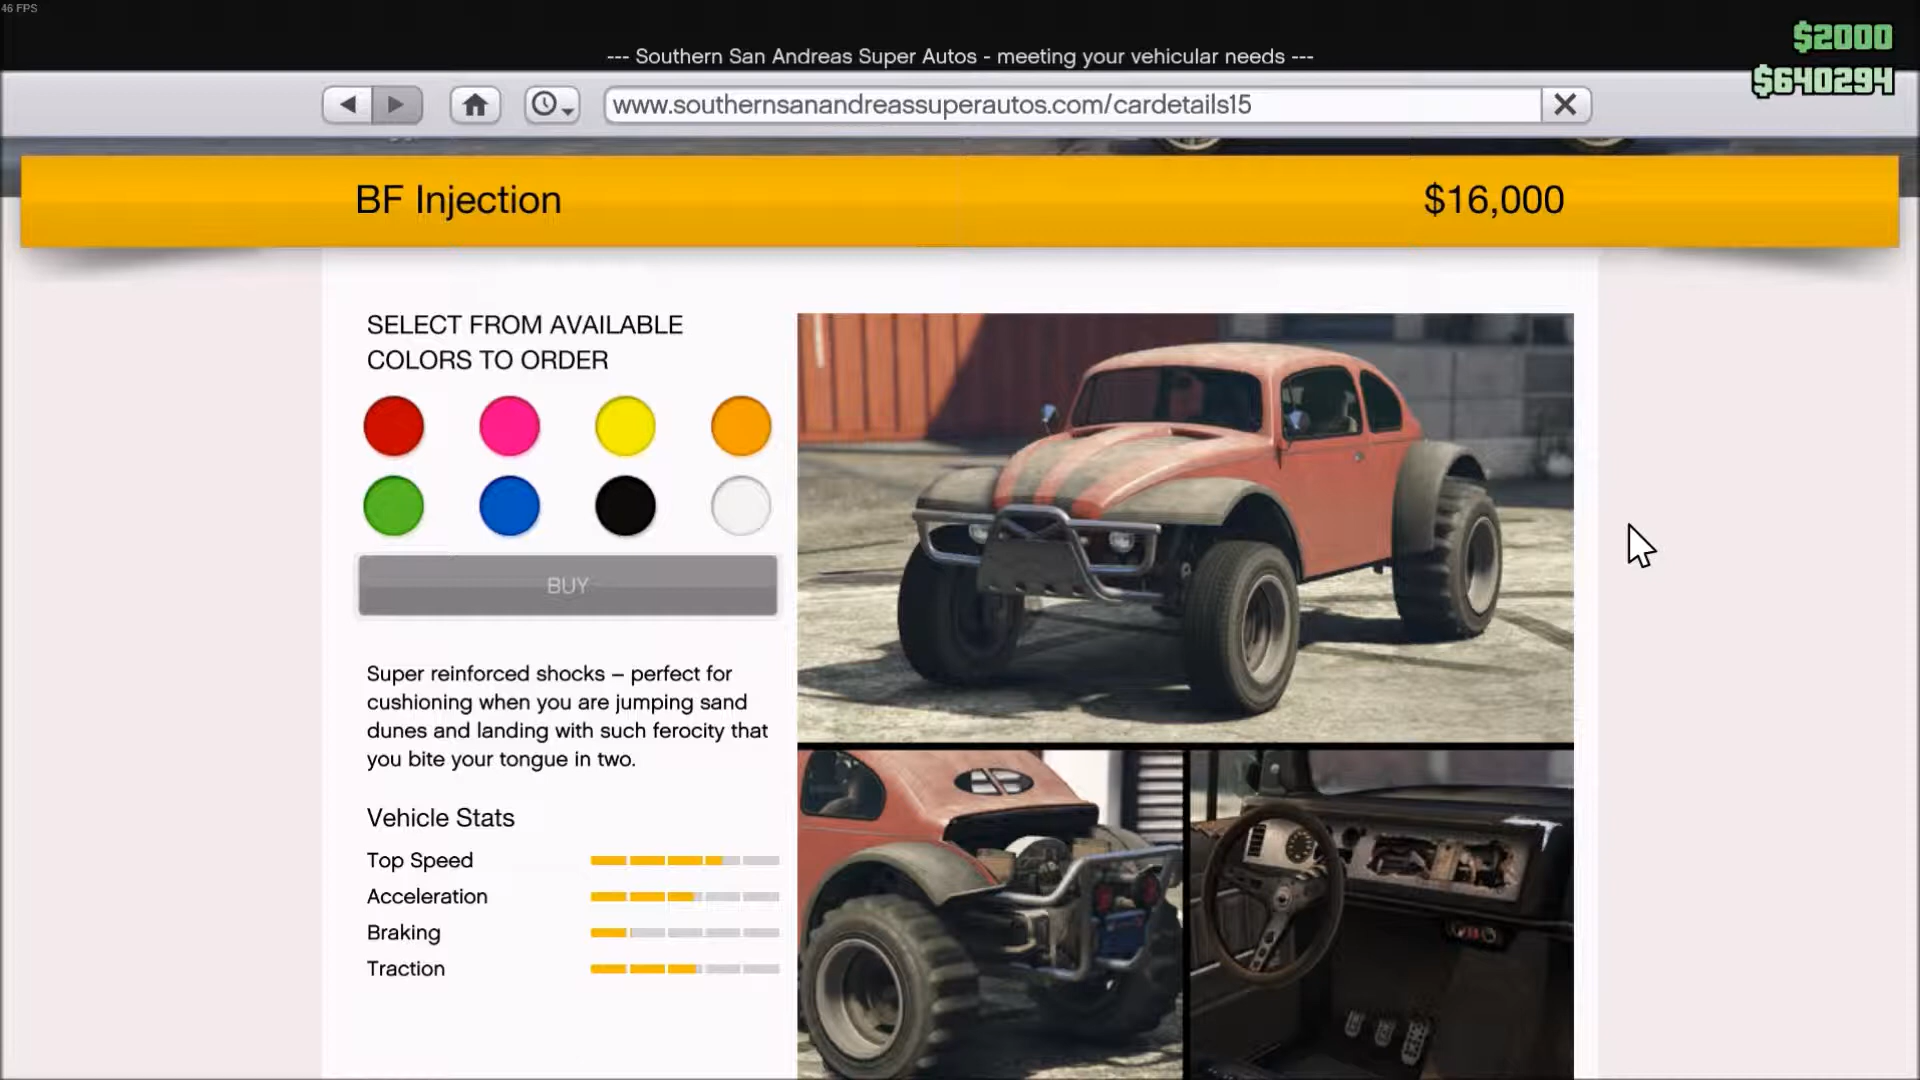 46 FPS
$2000
--- Southern San Andreas Super Autos - meeting your vehicular needs ---
$640294
www.southernsanandreassuperautos.com/cardetails15
BF Injection
$16,000
SELECT FROM AVAILABLE
COLORS TO ORDER
BUY
Super reinforced shocks – perfect for
cushioning when you are jumping sand
dunes and landing with such ferocity that
you bite your tongue in two.
Vehicle Stats
Top Speed
Acceleration
Braking
Traction